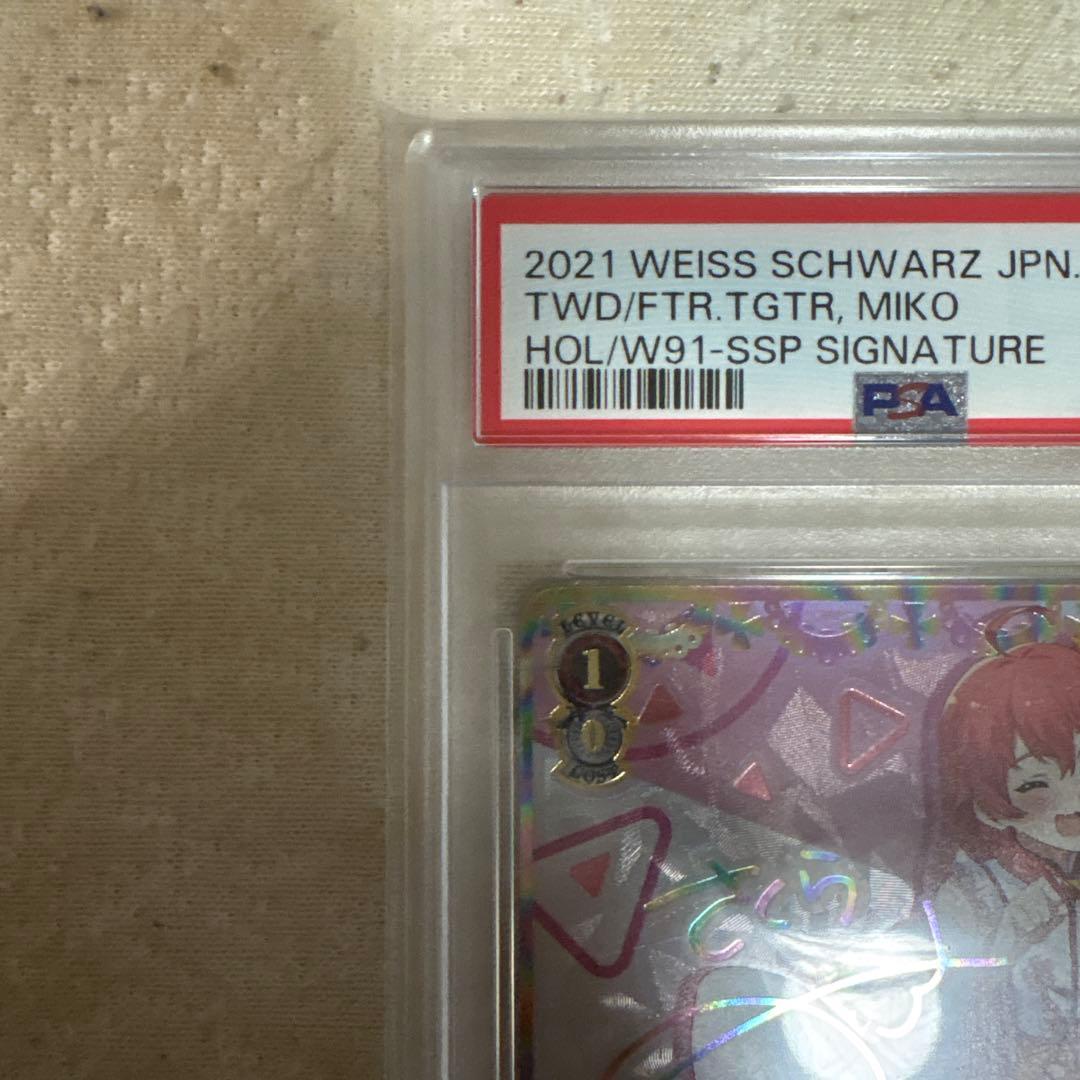 2021 WEISS SCHWARZ JPN.
TWD/FTR.TGTR, MIKO
HOL/W91-SSP SIGNATURE
PSA
LEVEL
1
0
COST